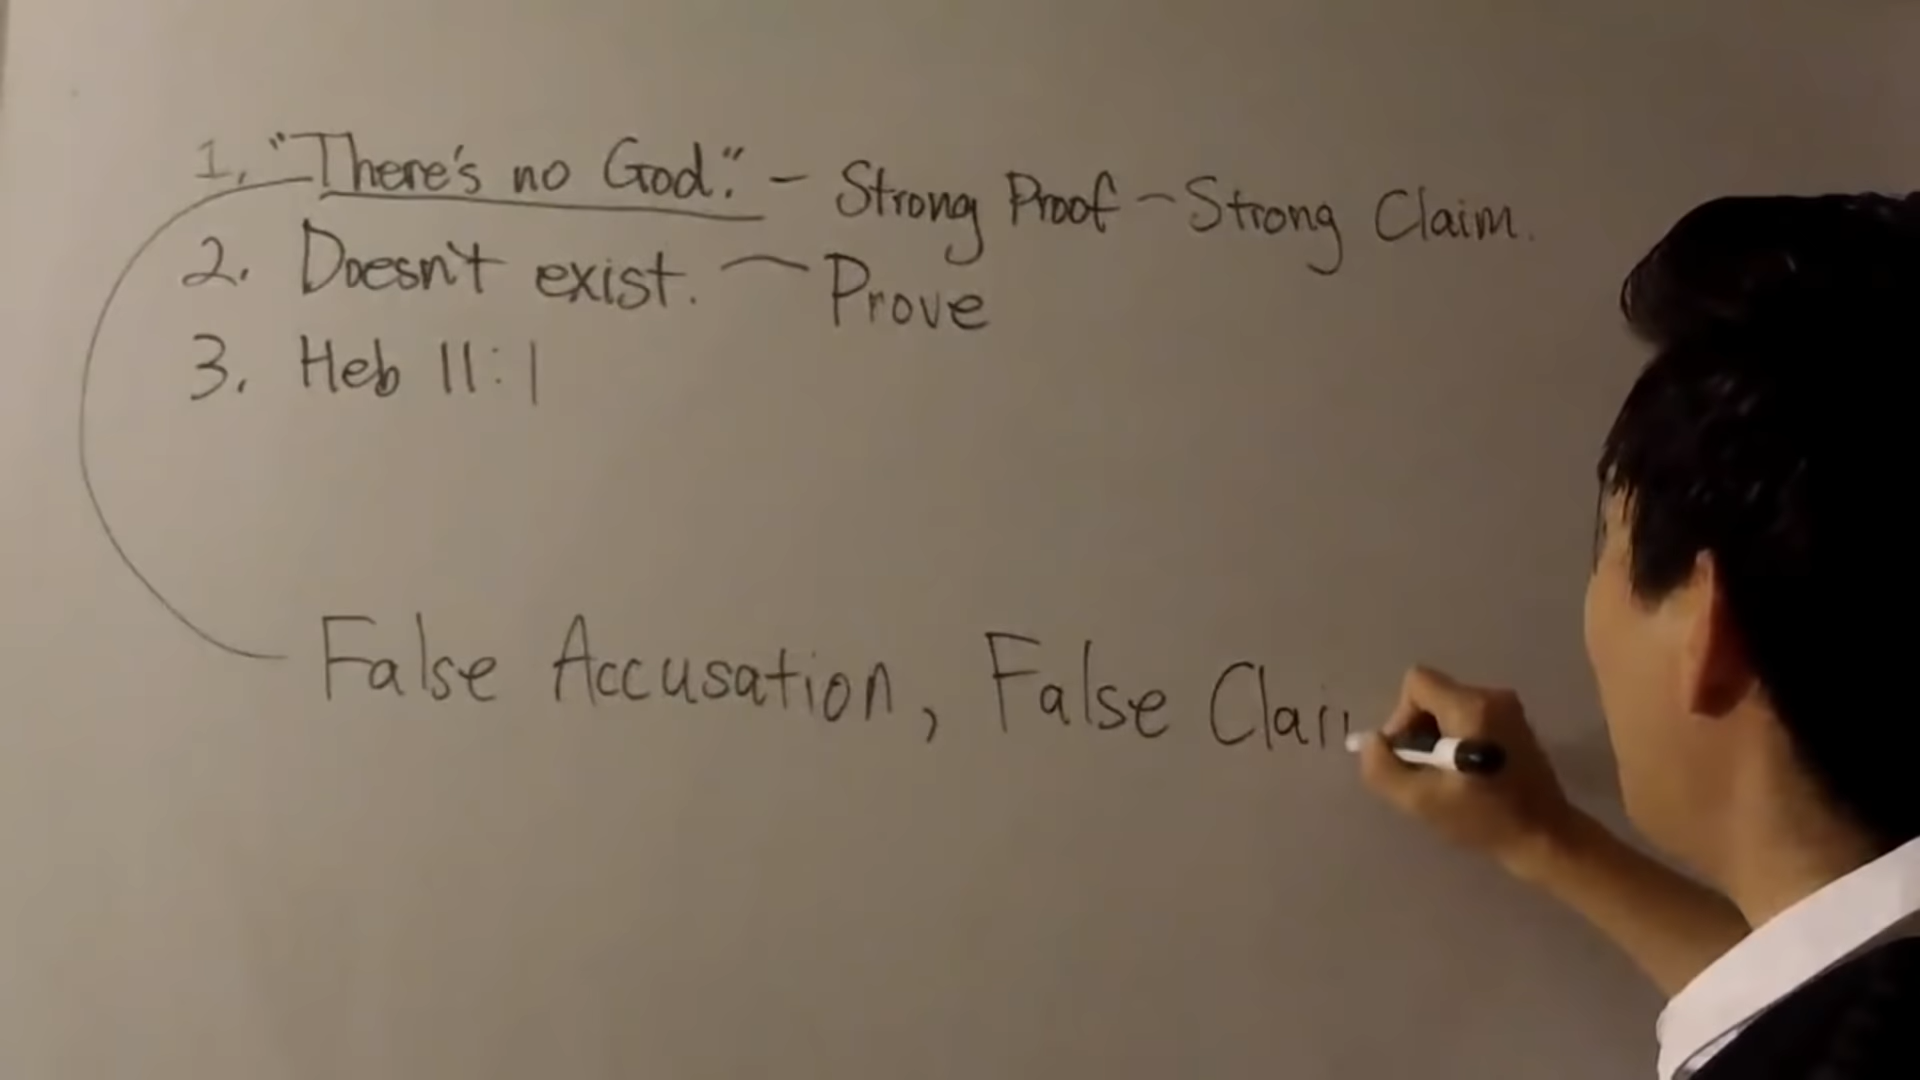 1. "There's no God." - Strong Proof - Strong Claim.
2. Doesn't exist. - Prove
3. Heb 11:1
False Accusation, False Clai